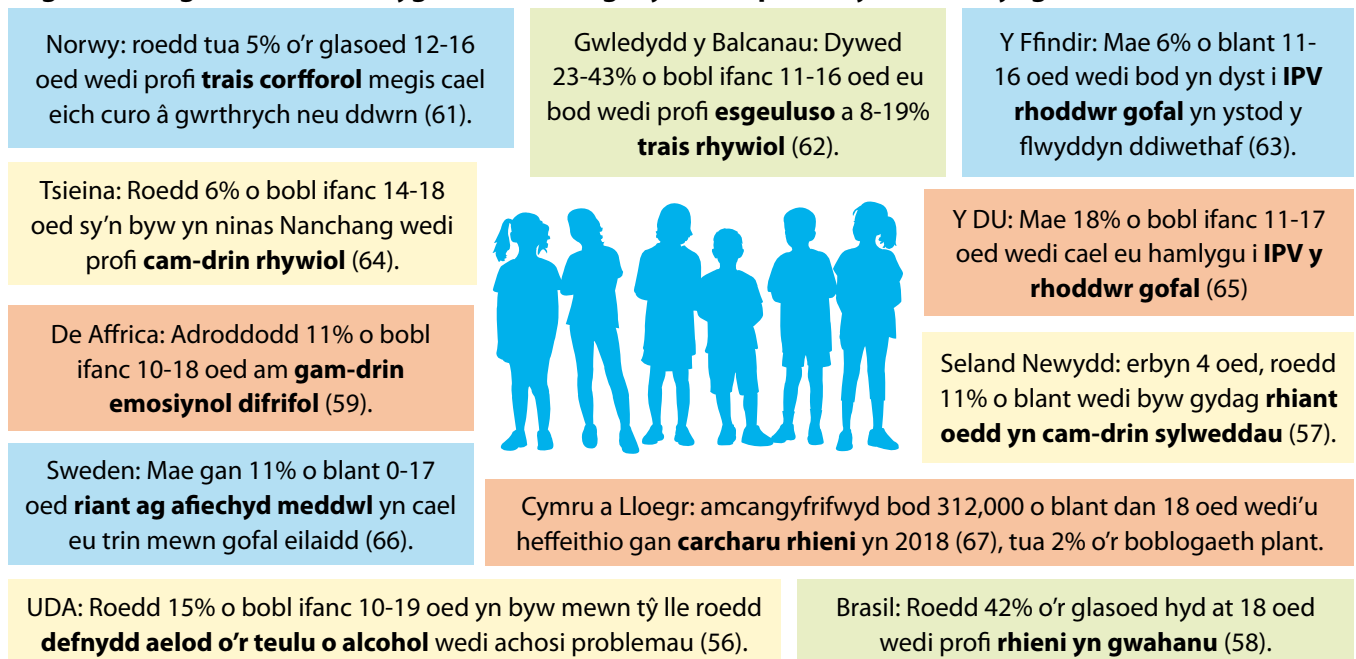 Norwy: roedd tua 5% o'r glasoed 12-16
oed wedi profi trais corfforol megis cael
eich curo â gwrthrych neu ddwrn (61).
Gwledydd y Balcanau: Dywed
23-43% o bobl ifanc 11-16 oed eu
bod wedi profi esgeuluso a 8-19%
trais rhywiol (62).
Y Ffindir: Mae 6% o blant 11-
16 oed wedi bod yn dyst i IPV
rhoddwr gofal yn ystod y
flwyddyn ddiwethaf (63).
Tsieina: Roedd 6% o bobl ifanc 14-18
oed sy'n byw yn ninas Nanchang wedi
profi cam-drin rhywiol (64).
Y DU: Mae 18% o bobl ifanc 11-17
oed wedi cael eu hamlygu i IPV y
rhoddwr gofal (65)
De Affrica: Adroddodd 11% o bobl
ifanc 10-18 oed am gam-drin
emosiynol difrifol (59).
Seland Newydd: erbyn 4 oed, roedd
11% o blant wedi byw gydag rhiant
oedd yn cam-drin sylweddau (57).
Sweden: Mae gan 11% o blant 0-17
oed riant ag afiechyd meddwl yn cael
eu trin mewn gofal eilaidd (66).
Cymru a Lloegr: amcangyfrifwyd bod 312,000 o blant dan 18 oed wedi'u
heffeithio gan carcharu rhieni yn 2018 (67), tua 2% o'r boblogaeth plant.
UDA: Roedd 15% o bobl ifanc 10-19 oed yn byw mewn tŷ lle roedd
defnydd aelod o'r teulu o alcohol wedi achosi problemau (56).
Brasil: Roedd 42% o'r glasoed hyd at 18 oed
wedi profi rhieni yn gwahanu (58).